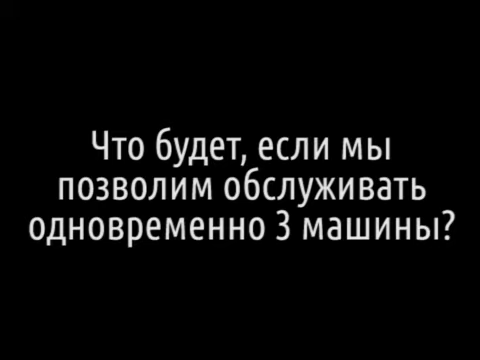 Что будет, если мы
позволим обслуживать
одновременно 3 машины?